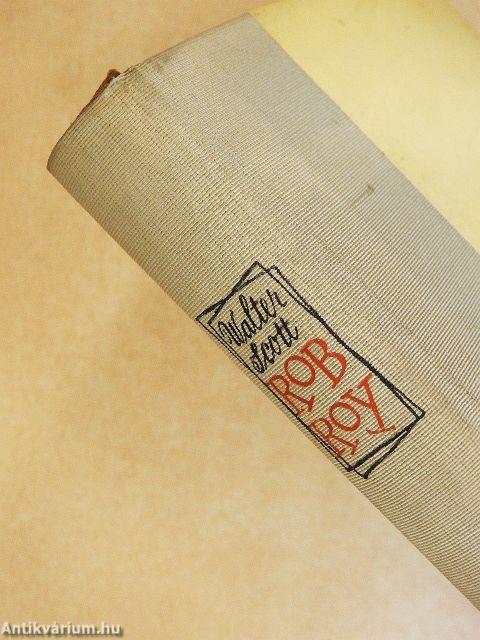 Walter
Scott
ROB
ROY
Antikvárium.hu